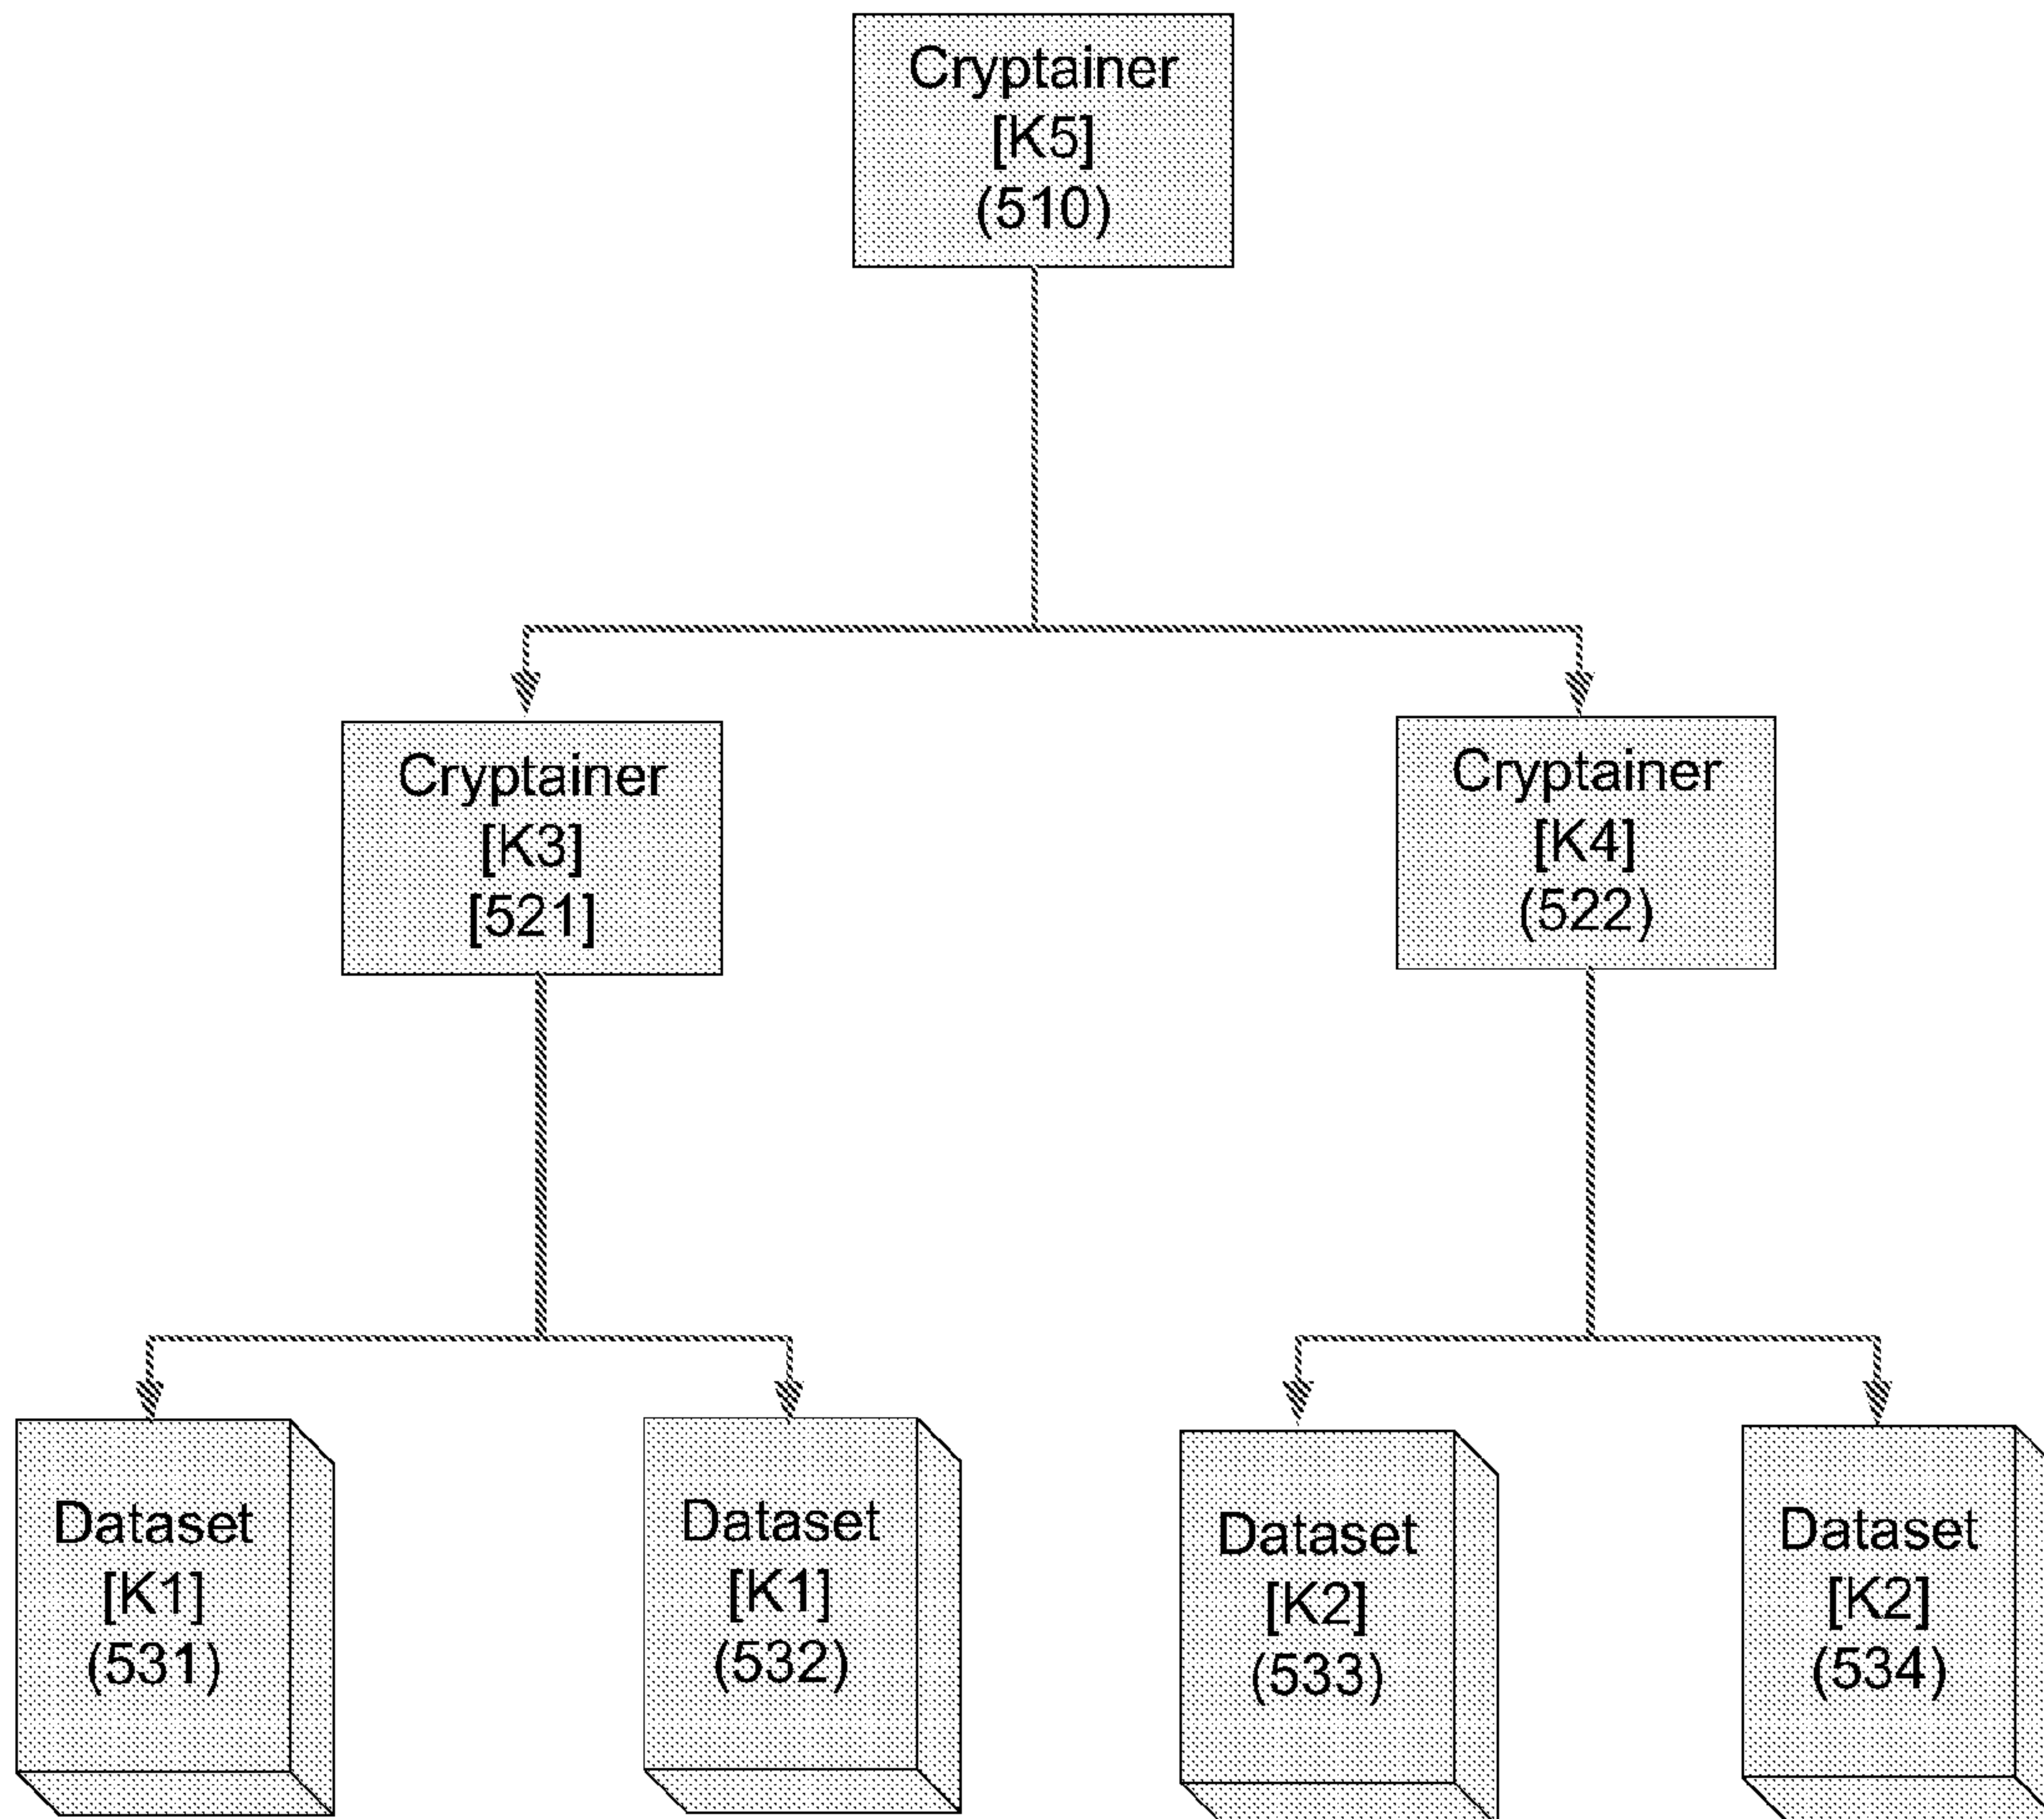 Cryptainer
[K5]
(510)
Cryptainer
[K3]
[521]
Cryptainer
[K4]
(522)
Dataset
[K1]
(531)
Dataset
[K1]
(532)
Dataset
[K2]
(533)
Dataset
[K2]
(534)